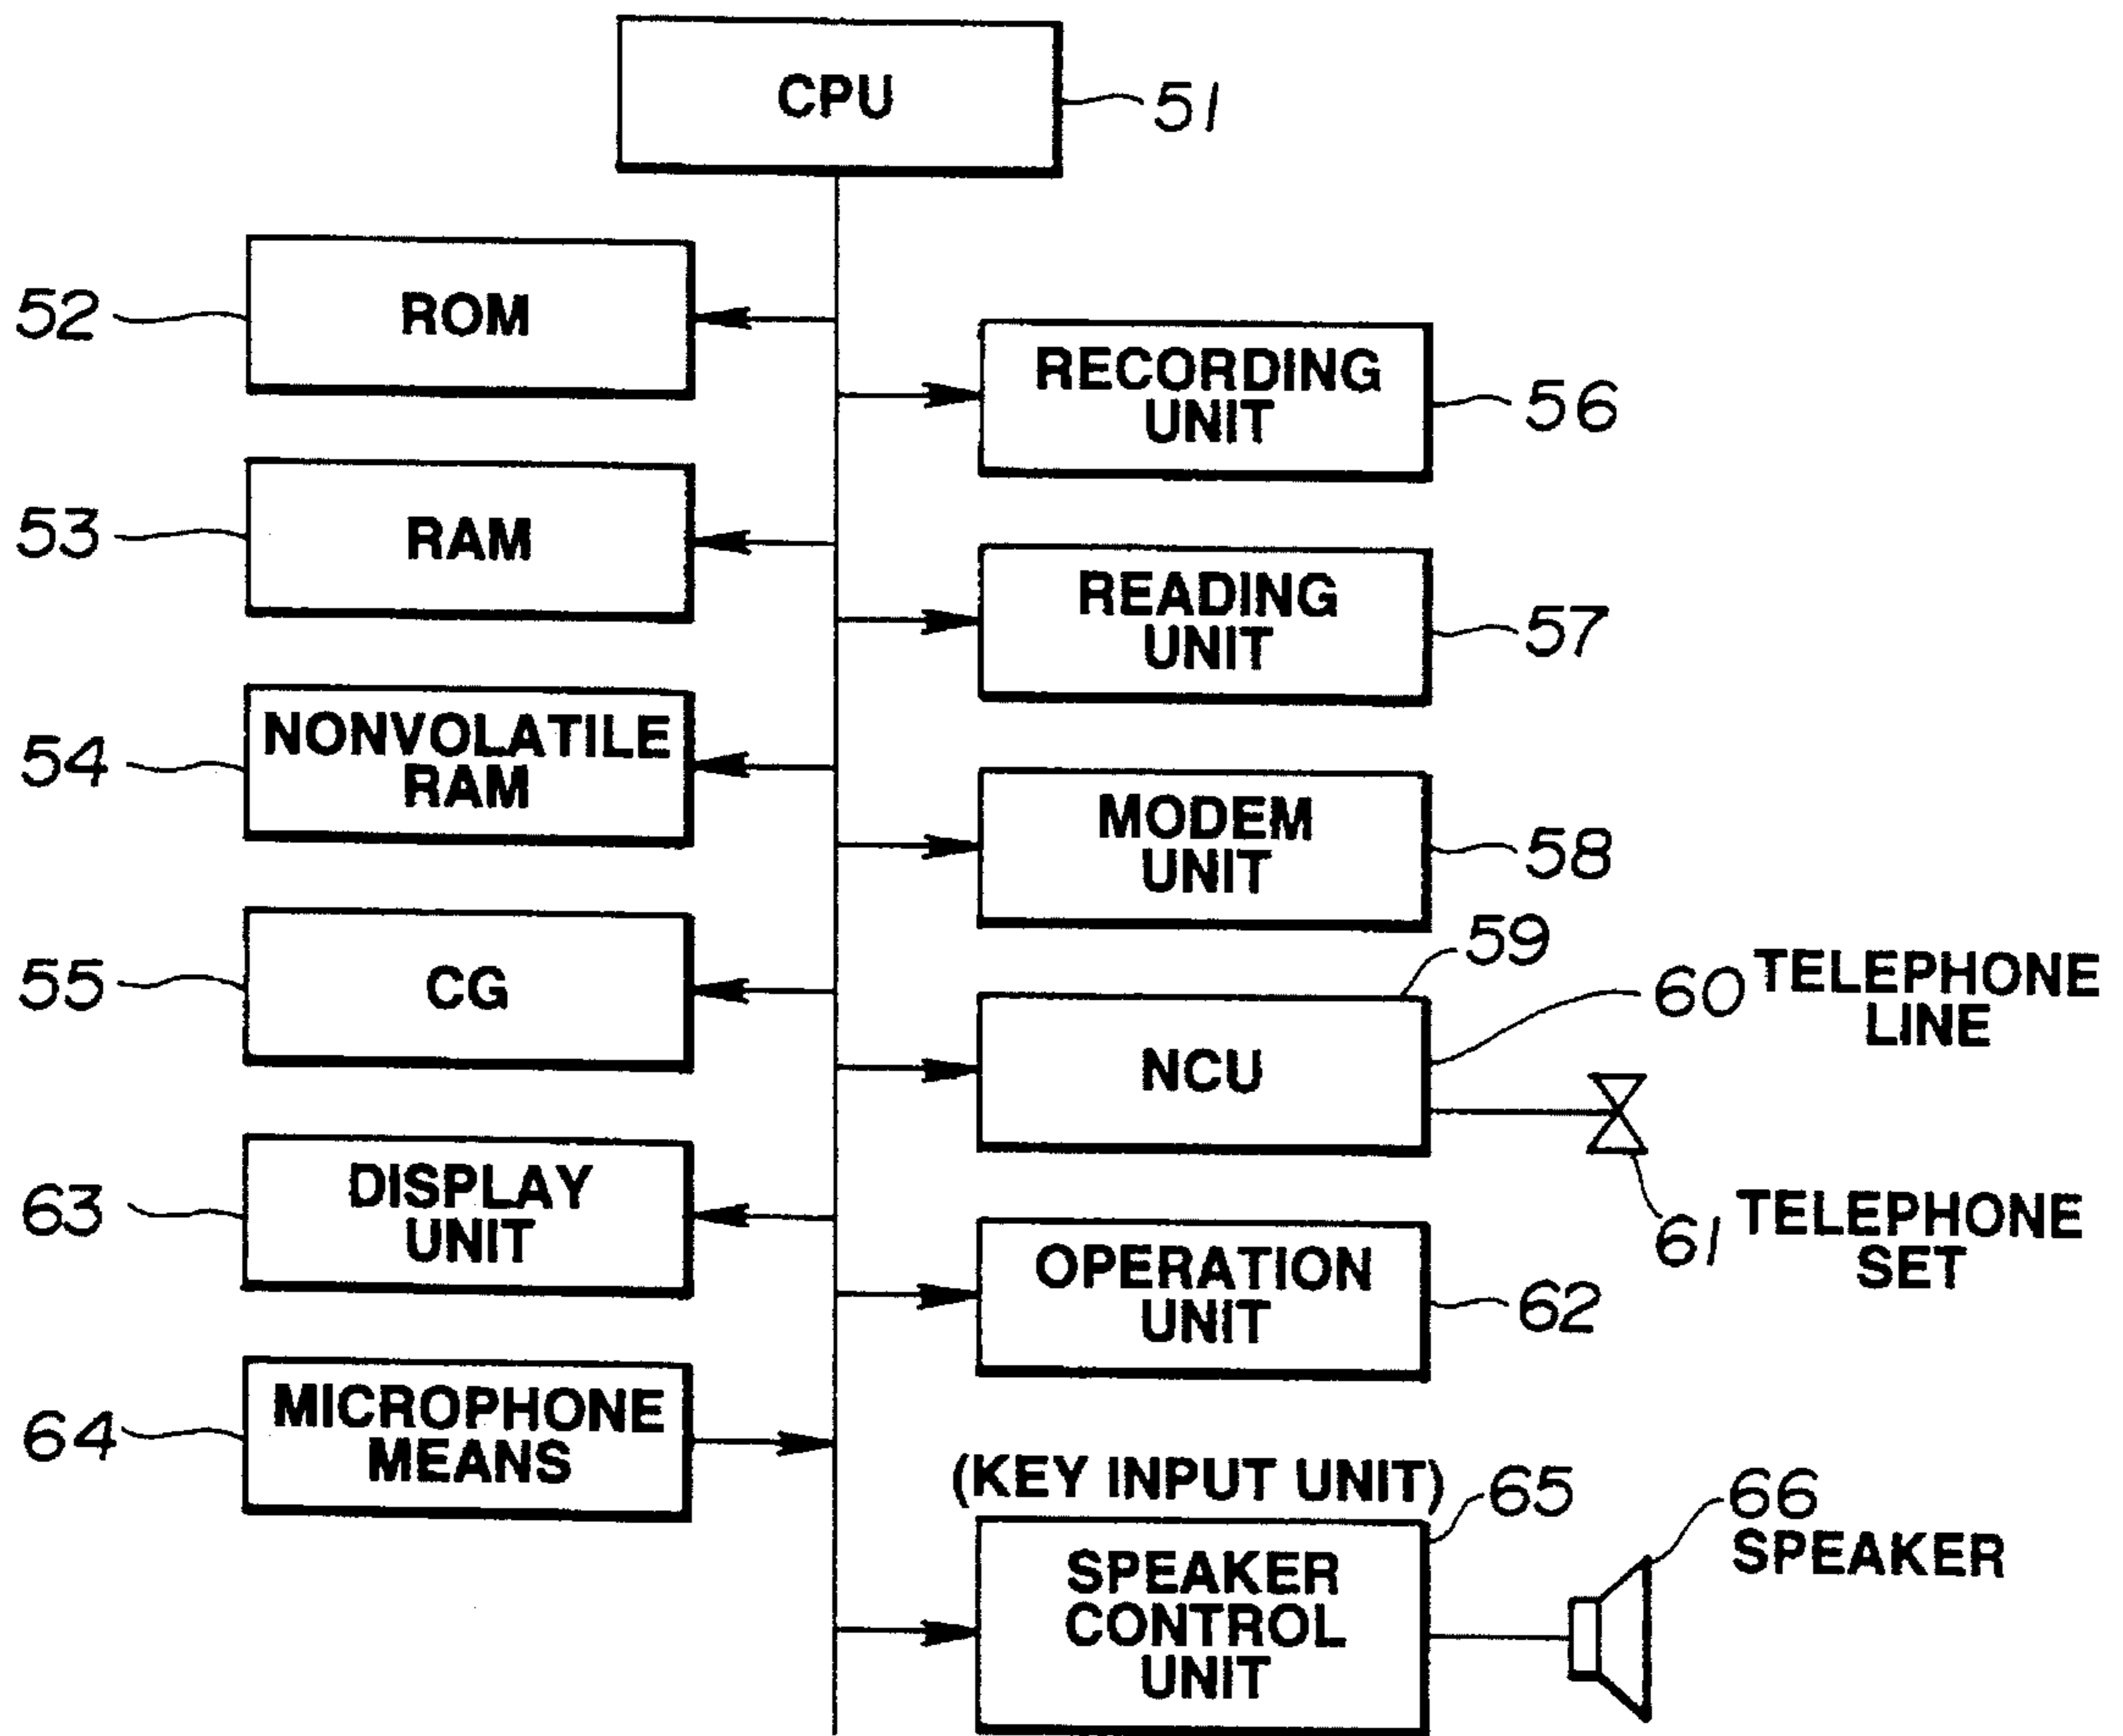 CPU
51
52
ROM
RECORDING
UNIT
56
53
RAM
READING
UNIT
57
54
NONVOLATILE
RAM
MODEM
UNIT
58
55
CG
59
NCU
60 TELEPHONE
LINE
63
DISPLAY
UNIT
61 TELEPHONE
SET
OPERATION
UNIT
62
64
MICROPHONE
MEANS
(KEY INPUT UNIT)
65
SPEAKER
CONTROL
UNIT
66
SPEAKER